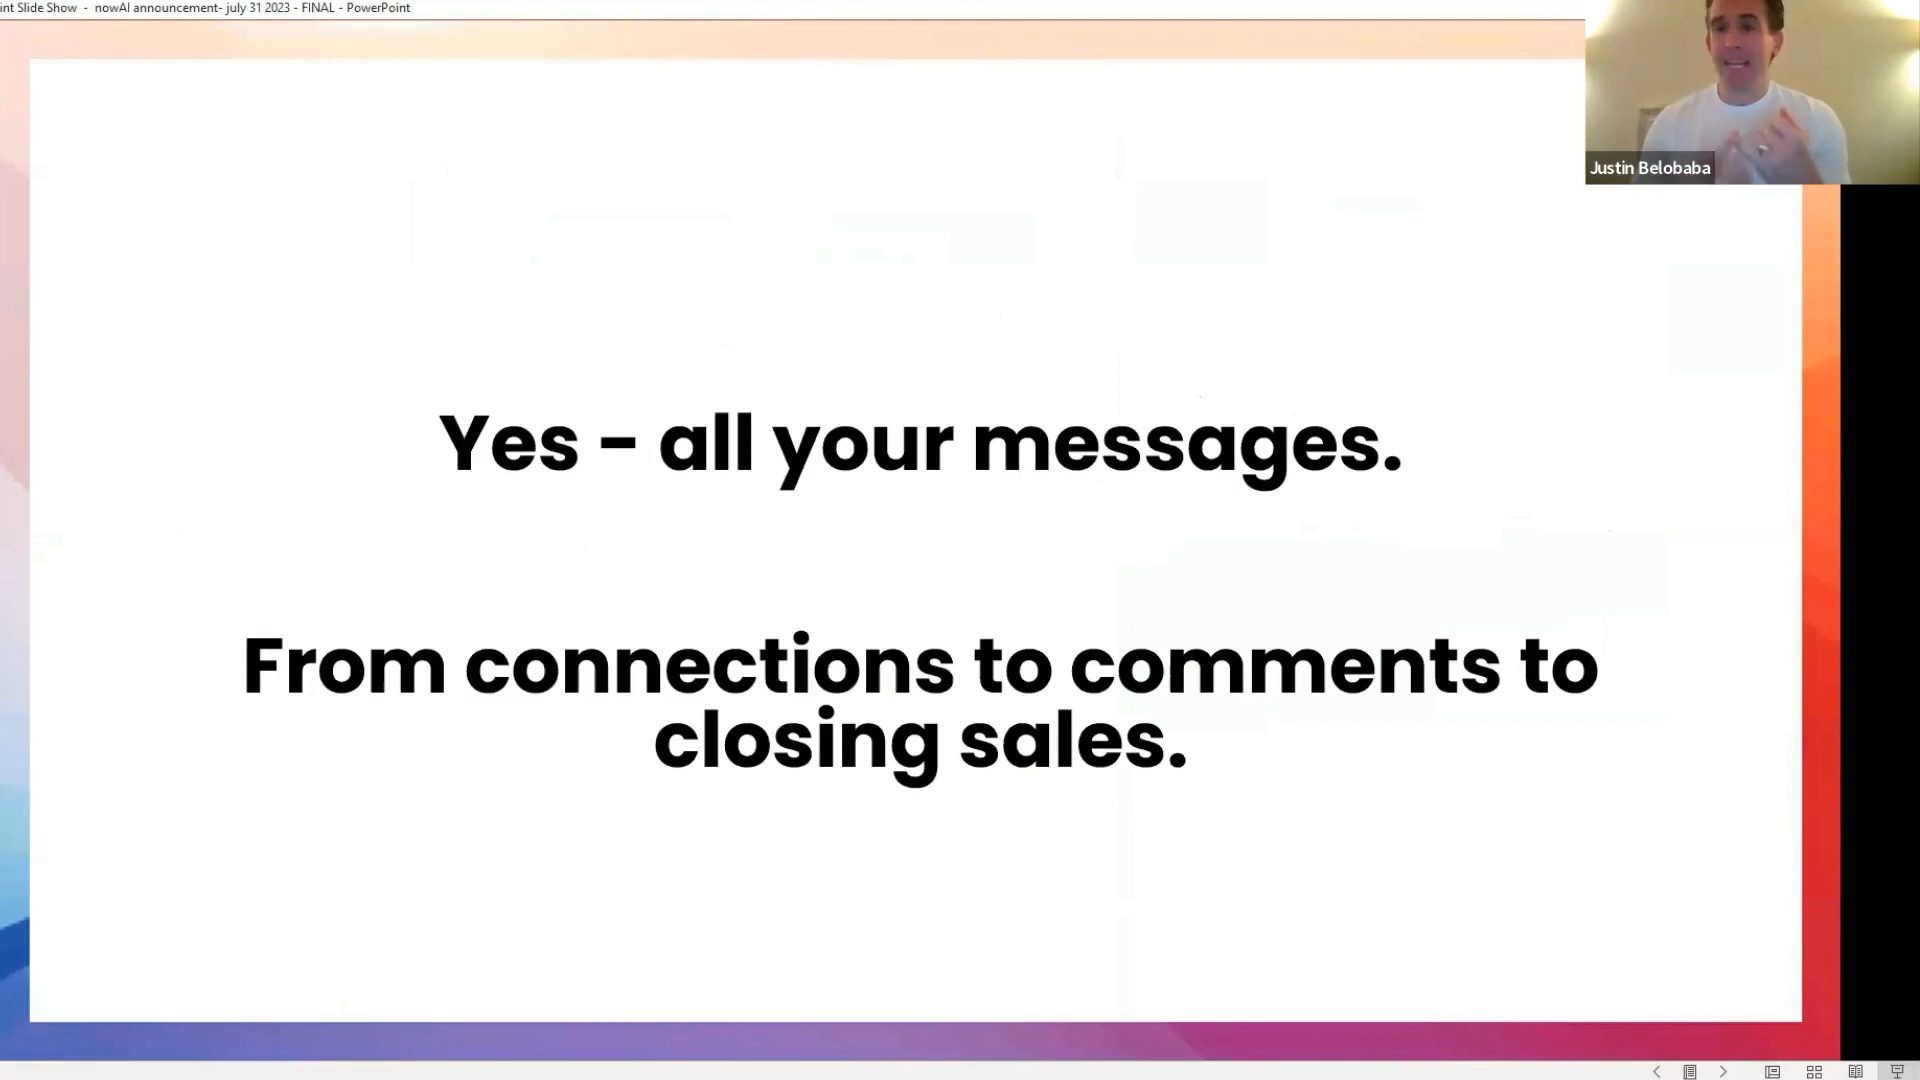 int Slide Show - nowAI announcement- july 31 2023 - FINAL - PowerPoint
Justin Belobaba
Yes - all your messages.
From connections to comments to
closing sales.